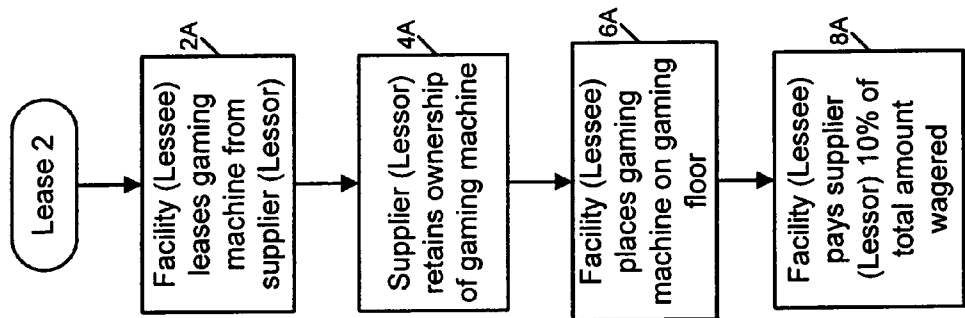 Lease 2
2A
Facility (Lessee)
leases gaming
machine from
supplier (Lessor)
4A
Supplier (Lessor)
retains ownership
of gaming machine
6A
Facility (Lessee)
places gaming
machine on gaming
floor
8A
Facility (Lessee)
pays supplier
(Lessor) 10% of
total amount
wagered